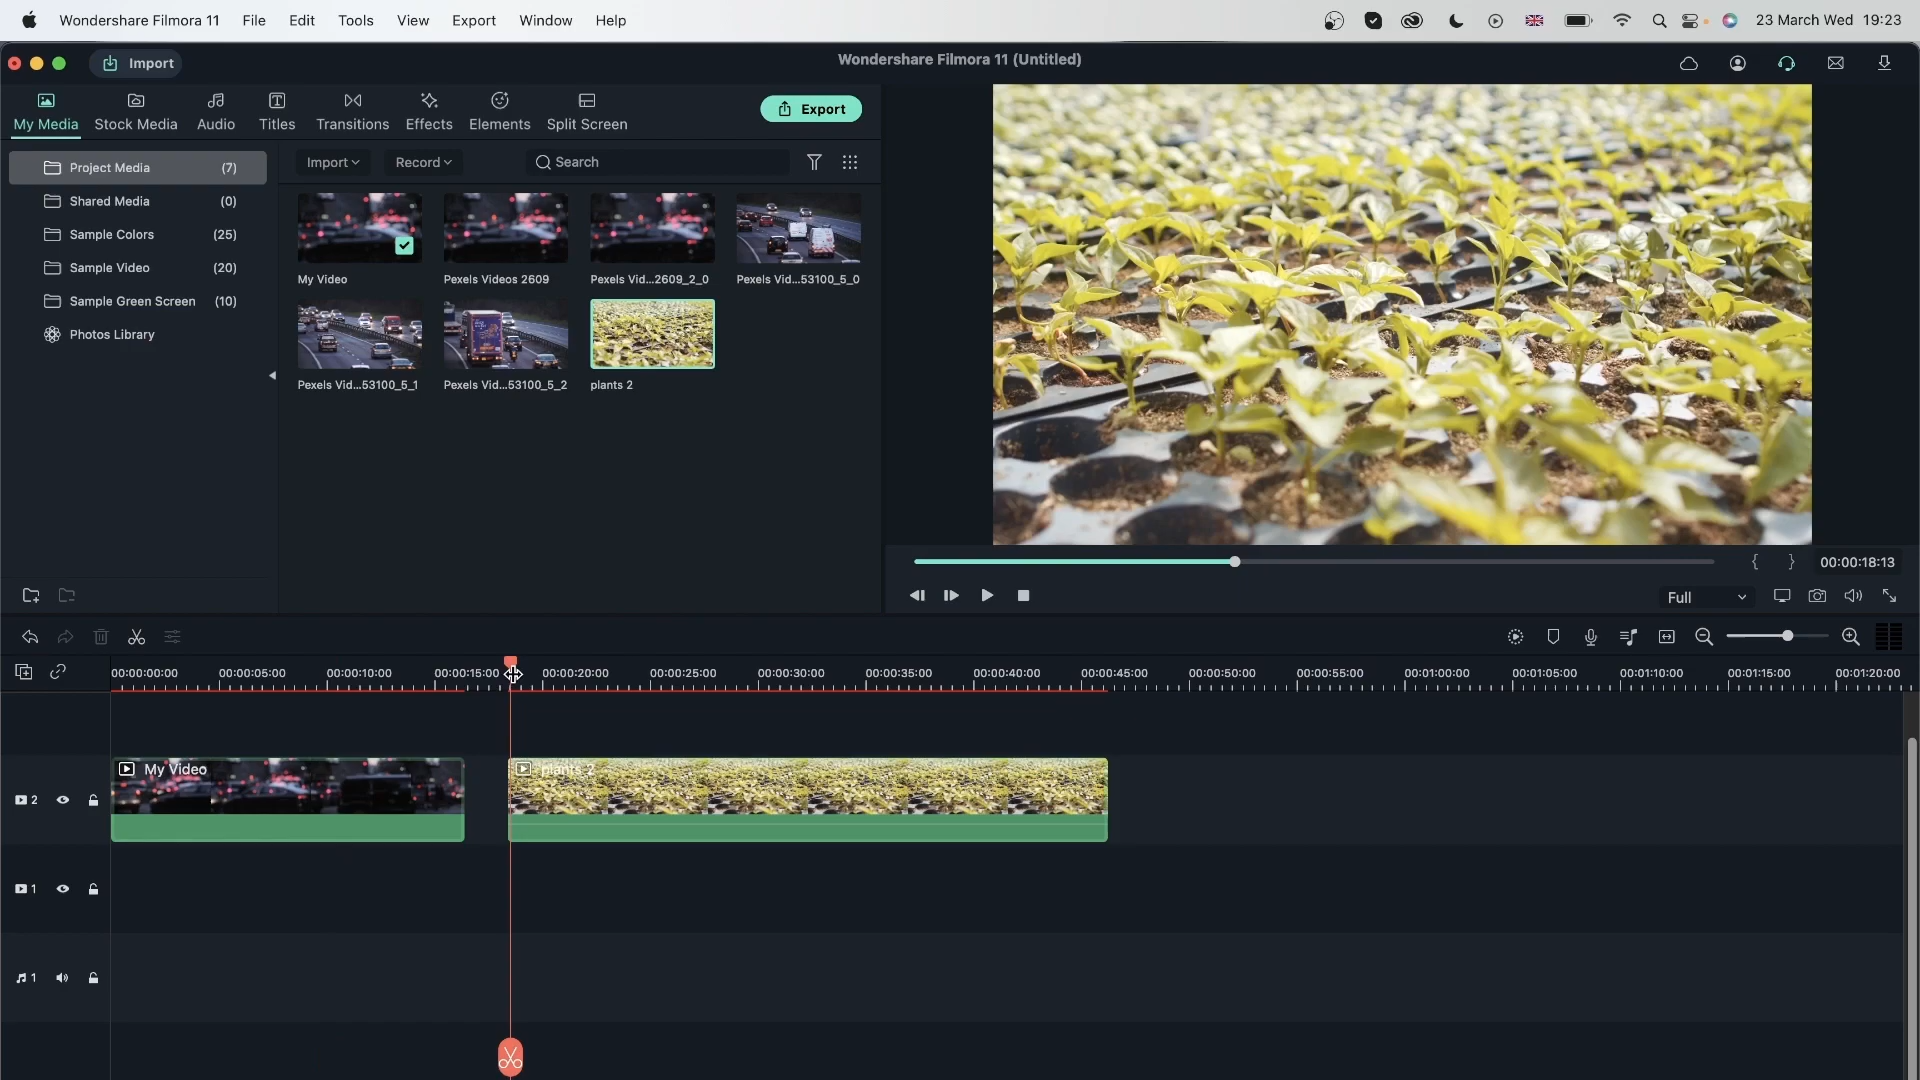 Wondershare Filmora 11 File Edit Tools View Export Window Help 23 March Wed 19:23
Import Wondershare Filmora 11 (Untitled)
My Media Stock Media Audio Titles Transitions Effects Elements Split Screen Export
Project Media (7) Import Record Search
Shared Media (0)
Sample Colors (25)
Sample Video (20)
Sample Green Screen (10)
Photos Library
My Video Pexels Videos 2609 Pexels Vid...2609_2_0 Pexels Vid...53100_5_0
Pexels Vid...53100_5_1 Pexels Vid...53100_5_2 plants 2
{ } 00:00:18:13
Full
00:00:00:00 00:00:05:00 00:00:10:00 00:00:15:00 00:00:20:00 00:00:25:00 00:00:30:00 00:00:35:00 00:00:40:00 00:00:45:00 00:00:50:00 00:00:55:00 00:01:00:00 00:01:05:00 00:01:10:00 00:01:15:00 00:01:20:00
My Video plants 2
2
1
1